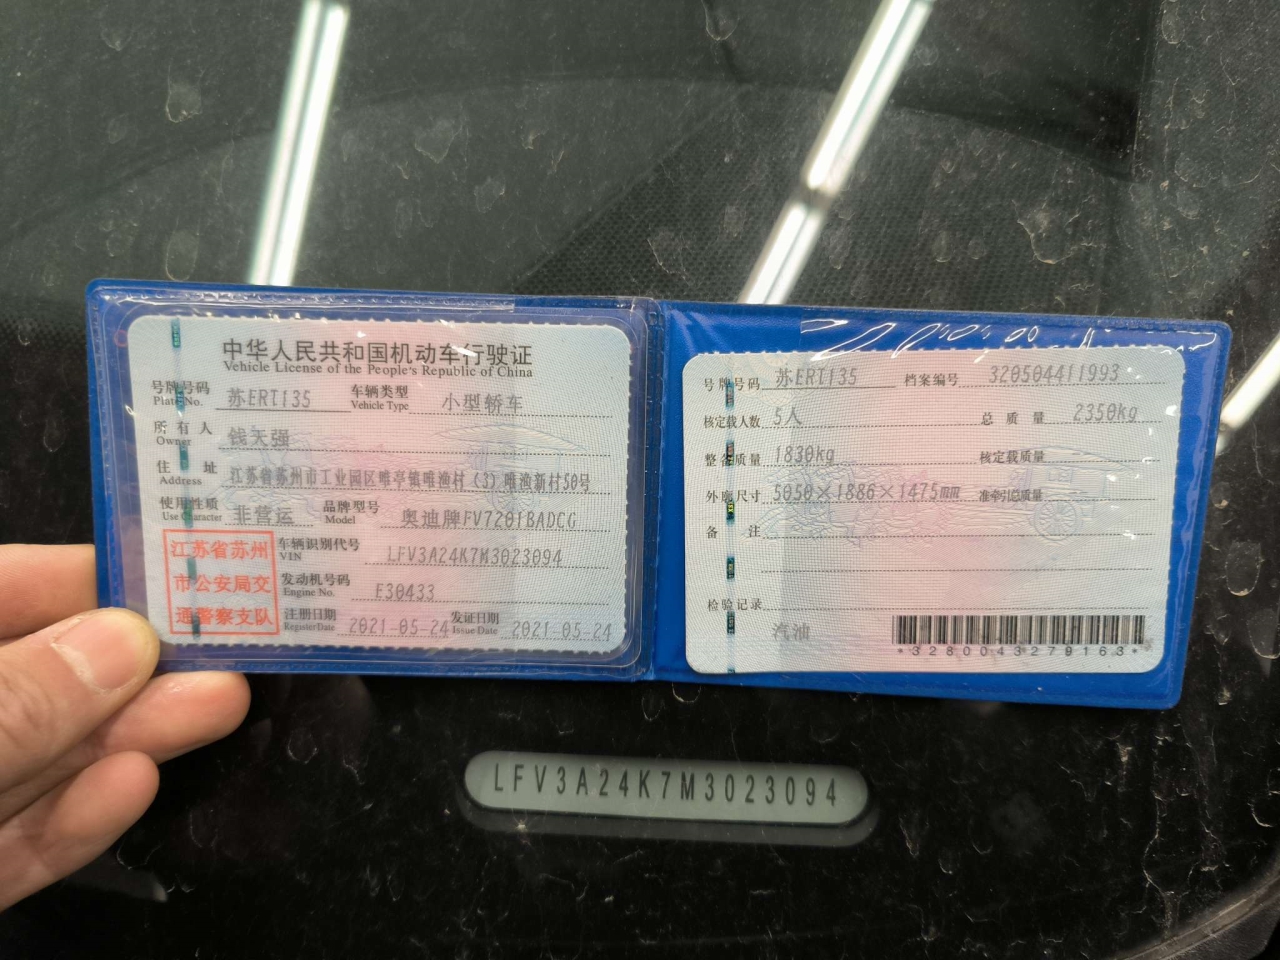 中华人民共和国机动车行驶证
Vehicle License of the People's Republic of China
号牌号码 苏ERT135 车辆类型 小型轿车
Plate No. Vehicle Type
所有人 钱天强
Owner
住址 江苏省苏州市工业园区唯亭镇唯渔村(3)唯渔新村50号
Address
使用性质 非营运 品牌型号 奥迪牌FV7201BADCG
Use Character Model
江苏省苏州
市公安局交
通警察支队
车辆识别代号 LFV3A24K7M3023094
VIN
发动机号码 F30433
Engine No.
注册日期 2021-05-24 发证日期 2021-05-24
Register Date Issue Date
号牌号码 苏ERT135 档案编号 320504411993
核定载人数 5人 总质量 2350kg
整备质量 1830kg 核定载质量
外廓尺寸 5050×1886×1475mm 准牵引总质量
备注
检验记录
汽油
*3280043279163*
LFV3A24K7M3023094